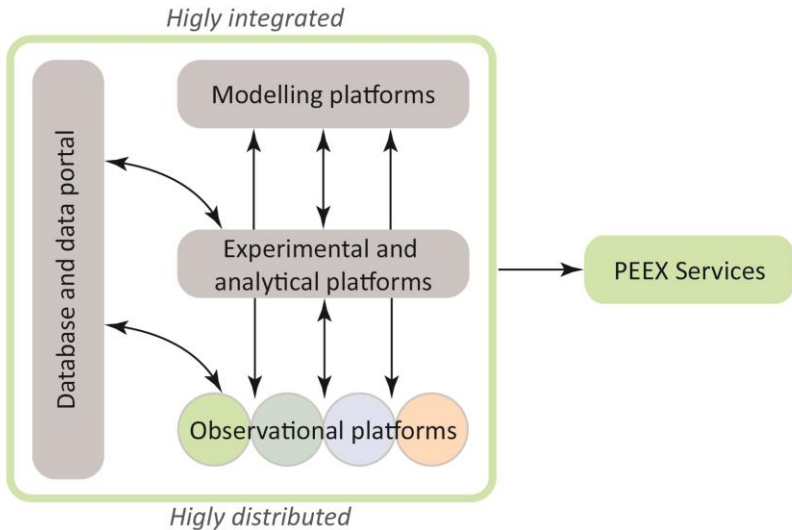 Higly integrated
Database and data portal
Modelling platforms
Experimental and
analytical platforms
Observational platforms
PEEX Services
Higly distributed